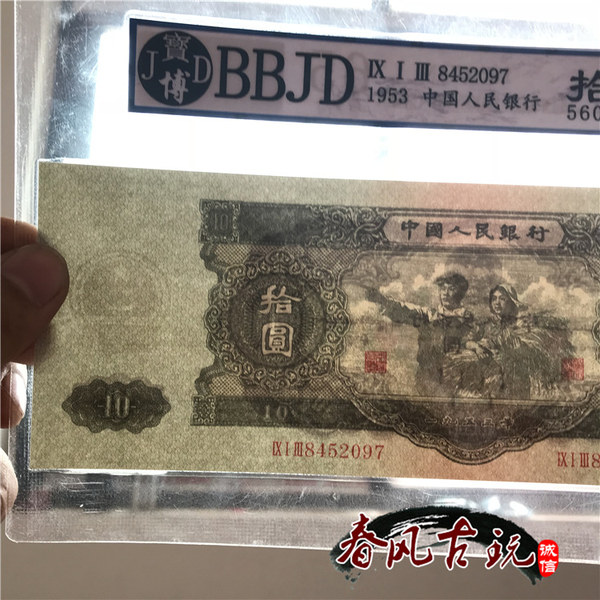 寶
J D
博
BBJD
IX I III 8452097
1953 中国人民银行
拾
560
中國人民銀行
拾
圓
10
10
IX I III 8452097
IX I III 8
春风古玩
诚信